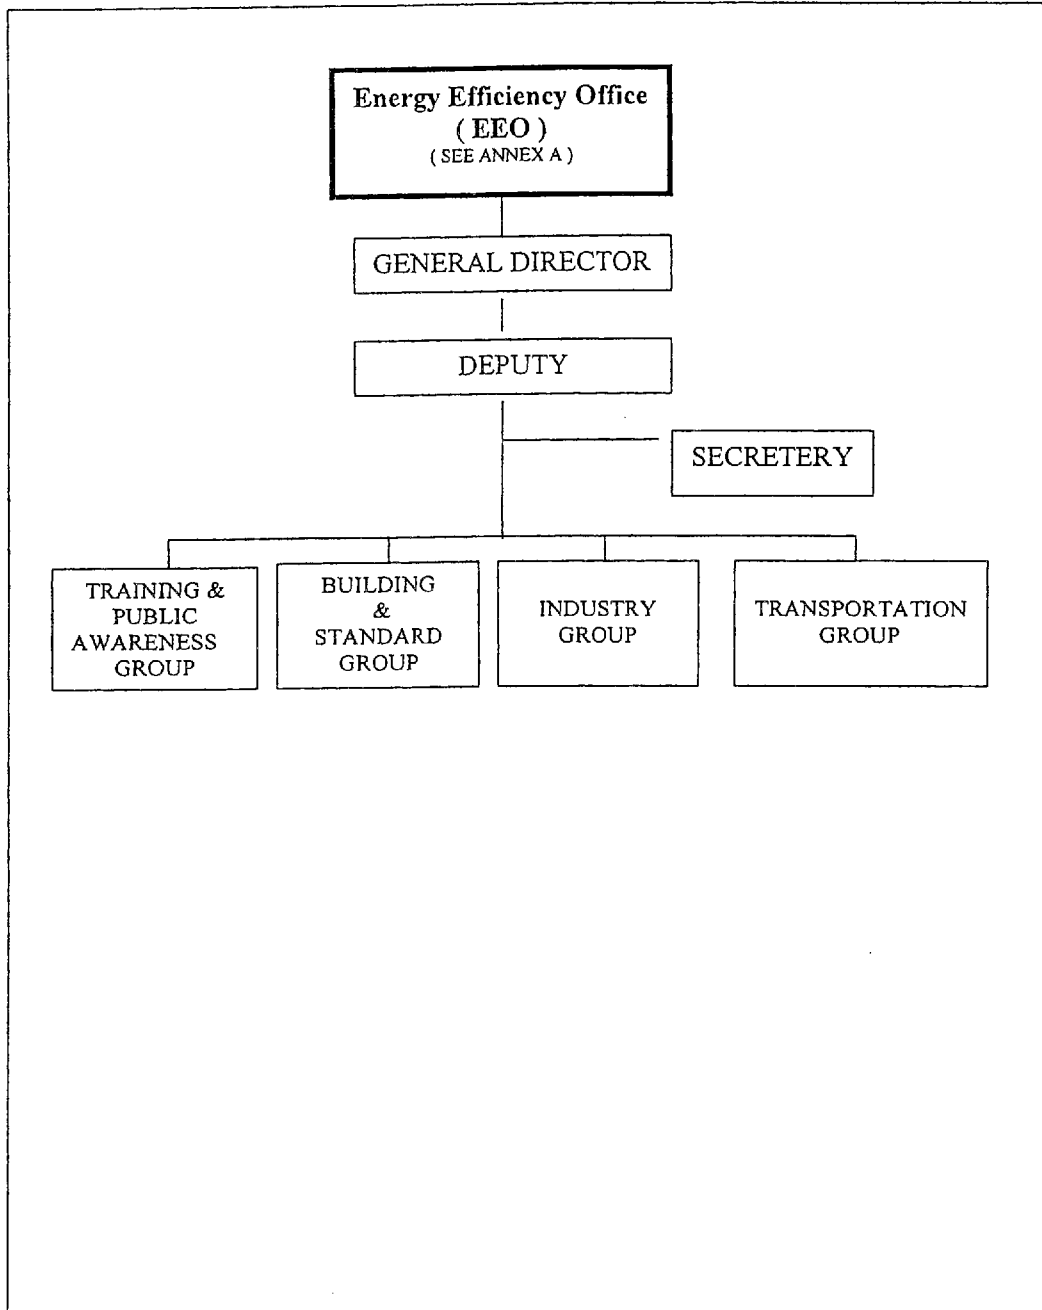 Energy Efficiency Office
( EEO )
( SEE ANNEX A )
GENERAL DIRECTOR
DEPUTY
SECRETERY
TRAINING &
PUBLIC
AWARENESS
GROUP
BUILDING
&
STANDARD
GROUP
INDUSTRY
GROUP
TRANSPORTATION
GROUP